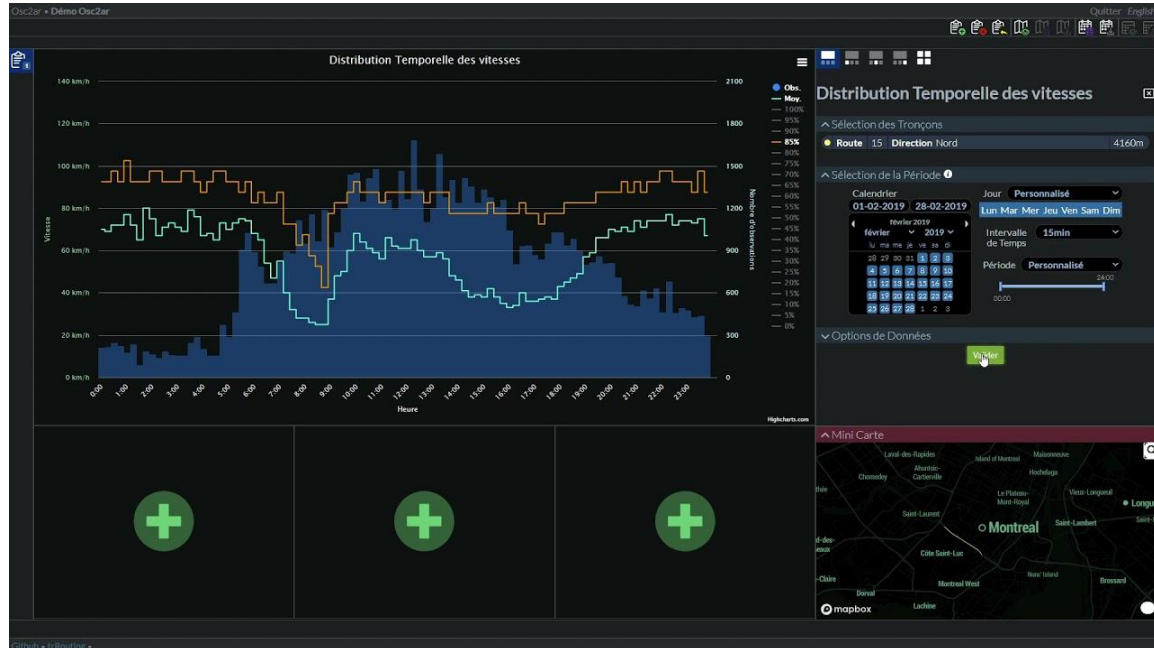 Osc2ar • Démo Osc2ar
Quitter English
Distribution Temporelle des vitesses
140 km/h
120 km/h
100 km/h
80 km/h
60 km/h
40 km/h
20 km/h
0 km/h
Vitesse
2100
1800
1500
1200
900
600
300
0
Nombre d'observations
0:00 1:00 2:00 3:00 4:00 5:00 6:00 7:00 8:00 9:00 10:00 11:00 12:00 13:00 14:00 15:00 16:00 17:00 18:00 19:00 20:00 21:00 22:00 23:00
Heure
Highcharts.com
Obs.
Moy.
100%
95%
90%
85%
80%
75%
70%
65%
60%
55%
50%
45%
40%
35%
30%
25%
20%
15%
10%
5%
0%
Distribution Temporelle des vitesses
Sélection des Tronçons
Route 15 Direction Nord 4160m
Sélection de la Période
Calendrier
01-02-2019 28-02-2019
février 2019
février 2019
lu ma me je ve sa di
28 29 30 31 1 2 3
4 5 6 7 8 9 10
11 12 13 14 15 16 17
18 19 20 21 22 23 24
25 26 27 28 1 2 3
Jour Personnalisé
Lun Mar Mer Jeu Ven Sam Dim
Intervalle de Temps 15min
Période Personnalisé
24:00
00:00
Options de Données
Valider
Mini Carte
Laval-des-Rapides
Island of Montreal
Maisonneuve
Ahuntsic-Cartierville
Hochelaga
Chomedey
Le Plateau-Mont-Royal
Vieux-Longueuil
Longu
Saint-Laurent
Montreal
Saint-Lambert
Côte Saint-Luc
Nuns' Island
Brossard
Montreal West
-Claire
Dorval
Lachine
mapbox
Github • trRouting •